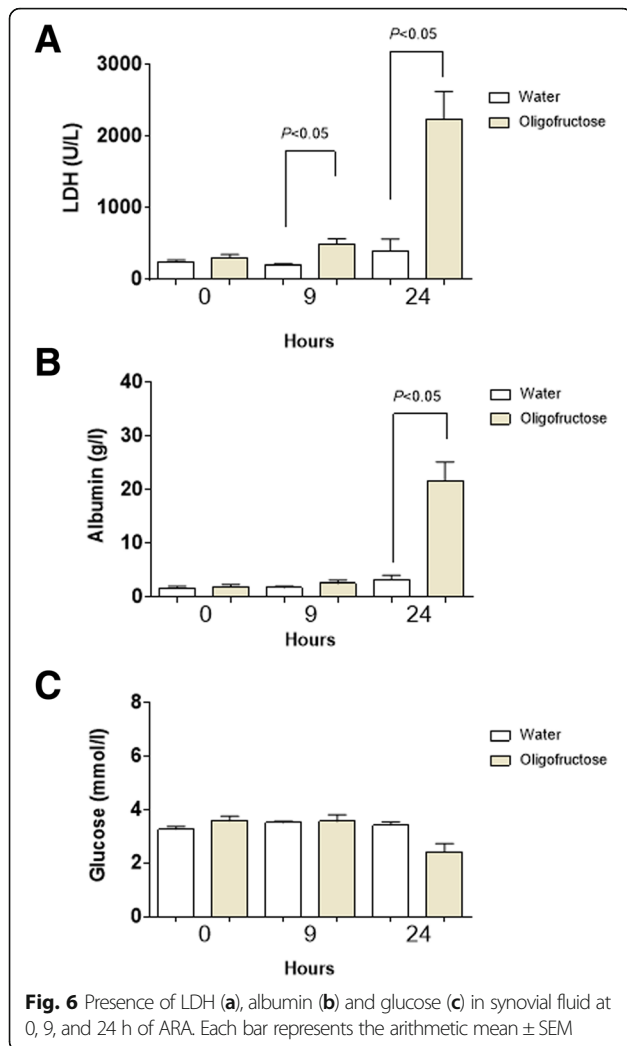 A
P<0.05
P<0.05
3000
2000
1000
0
LDH (U/L)
Water
Oligofructose
0 9 24
Hours
B
P<0.05
40
30
20
10
0
Albumin (g/l)
Water
Oligofructose
0 9 24
Hours
C
8
6
4
2
0
Glucose (mmol/l)
Water
Oligofructose
0 9 24
Hours
Fig. 6 Presence of LDH (a), albumin (b) and glucose (c) in synovial fluid at
0, 9, and 24 h of ARA. Each bar represents the arithmetic mean ± SEM